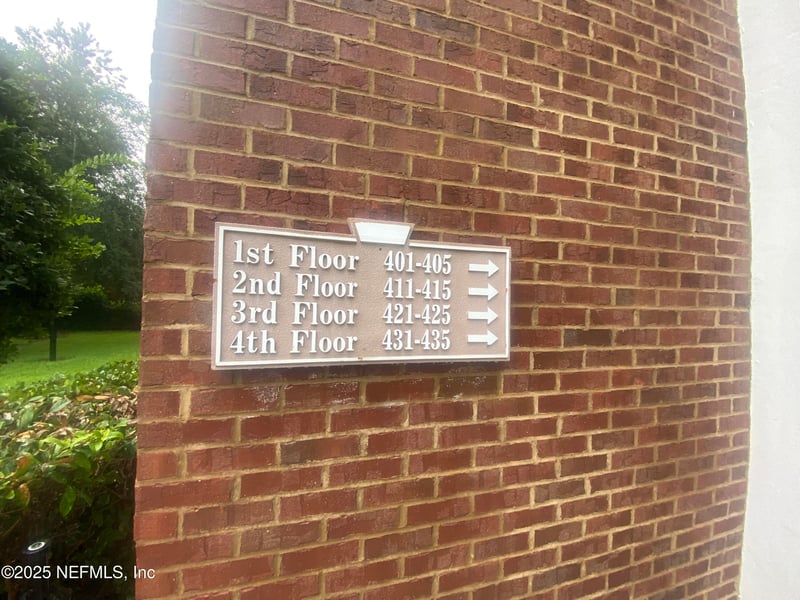 1st Floor 401-405 →
2nd Floor 411-415 →
3rd Floor 421-425 →
4th Floor 431-435 →
©2025 NEFMLS, Inc